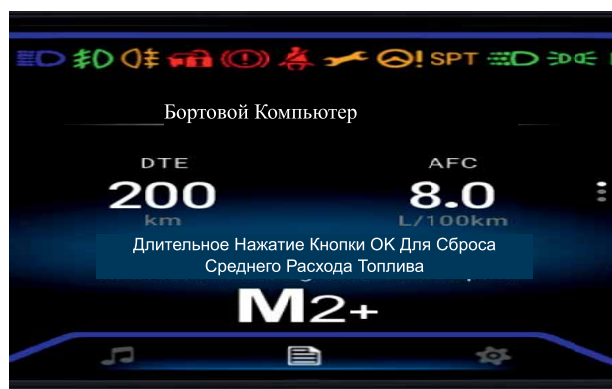 SPT
Бортовой Компьютер
DTE
AFC
200
8.0
km
L/100km
Длительное Нажатие Кнопки OK Для Сброса
Среднего Расхода Топлива
M2+